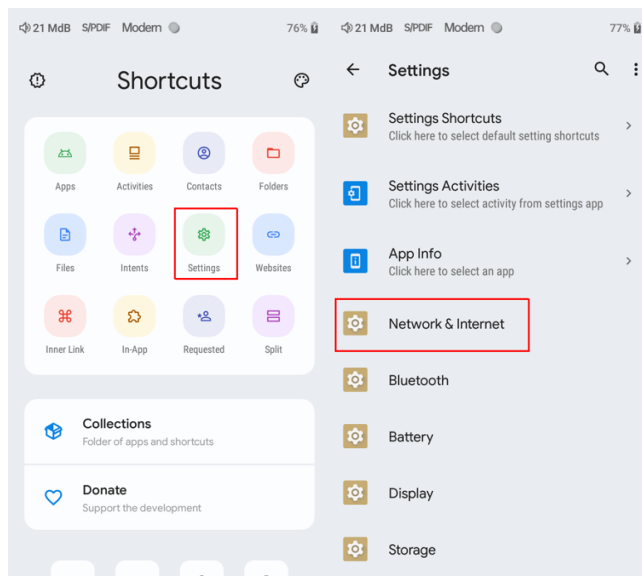 21 MdB S/PDIF Modern 76%
Shortcuts
Apps Activities Contacts Folders
Files Intents Settings Websites
Inner Link In-App Requested Split
Collections
Folder of apps and shortcuts
Donate
Support the development
21 MdB S/PDIF Modern 77%
Settings
Settings Shortcuts
Click here to select default setting shortcuts
Settings Activities
Click here to select activity from settings app
App Info
Click here to select an app
Network & Internet
Bluetooth
Battery
Display
Storage